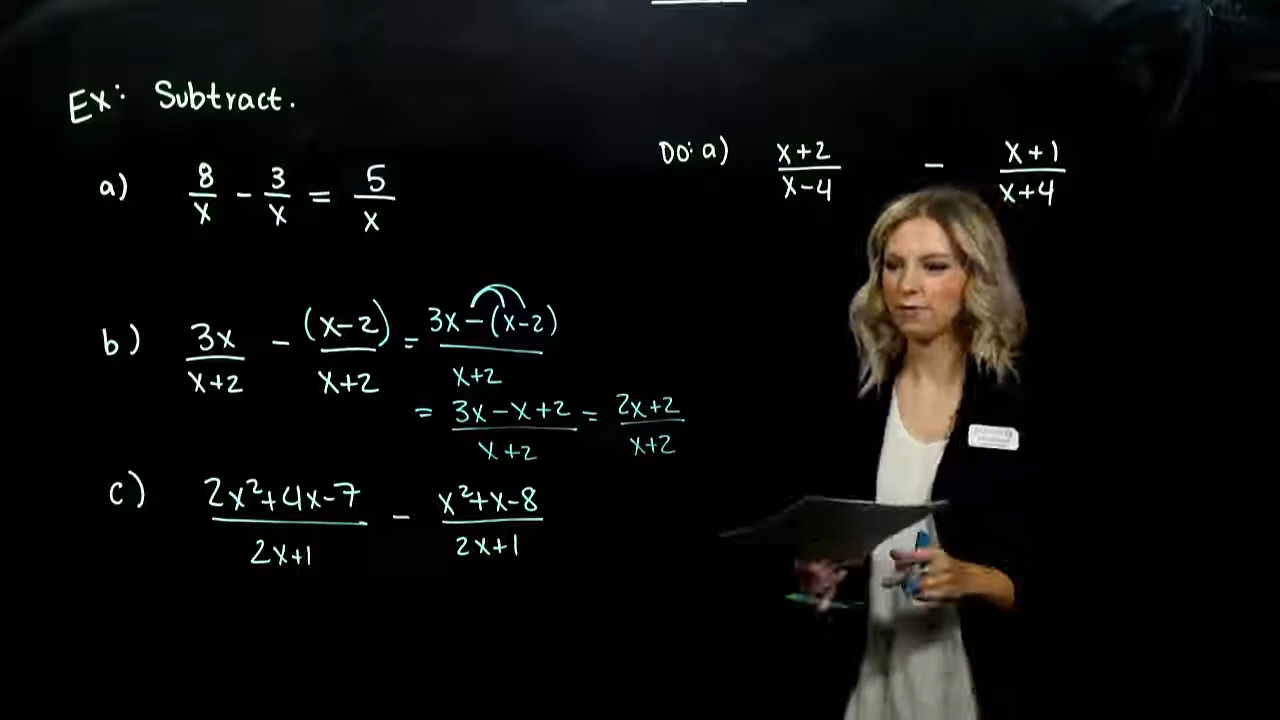 Ex: Subtract.
a) 8/x - 3/x = 5/x
b) 3x/(x+2) - (x-2)/(x+2) = (3x-(x-2))/(x+2)
= (3x-x+2)/(x+2) = (2x+2)/(x+2)
c) (2x²+4x-7)/(2x+1) - (x²+x-8)/(2x+1)
DO: a) (x+2)/(x-4) - (x+1)/(x+4)